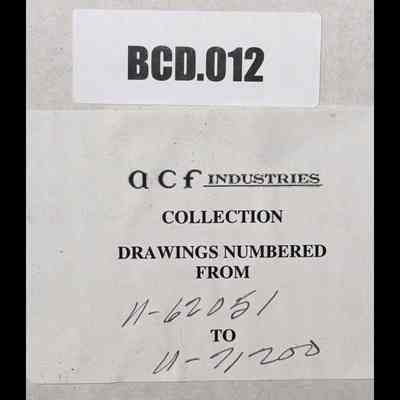 BCD.012
acf INDUSTRIES
COLLECTION
DRAWINGS NUMBERED
FROM
11-62051
TO
11-71200